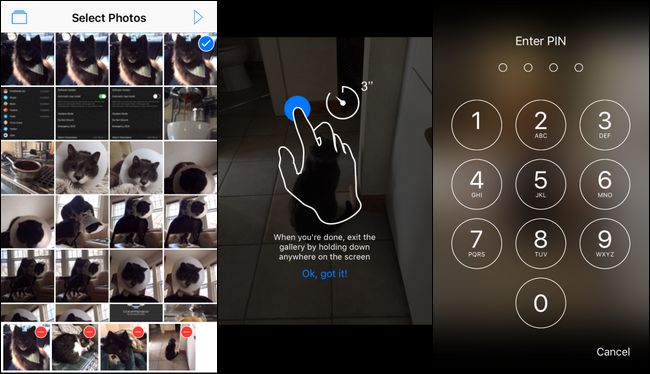 Select Photos
3"
When you're done, exit the
gallery by holding down
anywhere on the screen
Ok, got it!
Enter PIN
1
2
ABC
3
DEF
4
GHI
5
JKL
6
MNO
7
PQRS
8
TUV
9
WXYZ
0
Cancel